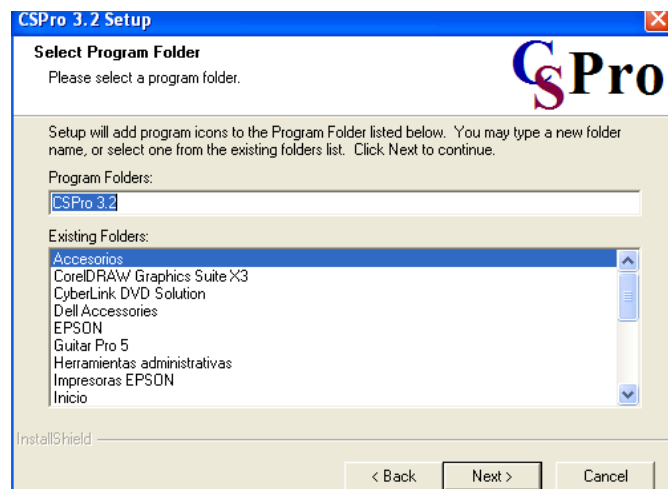 CSPro 3.2 Setup
Select Program Folder
Please select a program folder.
CSPro
Setup will add program icons to the Program Folder listed below. You may type a new folder
name, or select one from the existing folders list. Click Next to continue.
Program Folders:
CSPro 3.2
Existing Folders:
Accesorios
CorelDRAW Graphics Suite X3
CyberLink DVD Solution
Dell Accessories
EPSON
Guitar Pro 5
Herramientas administrativas
Impresoras EPSON
Inicio
InstallShield
< Back Next > Cancel